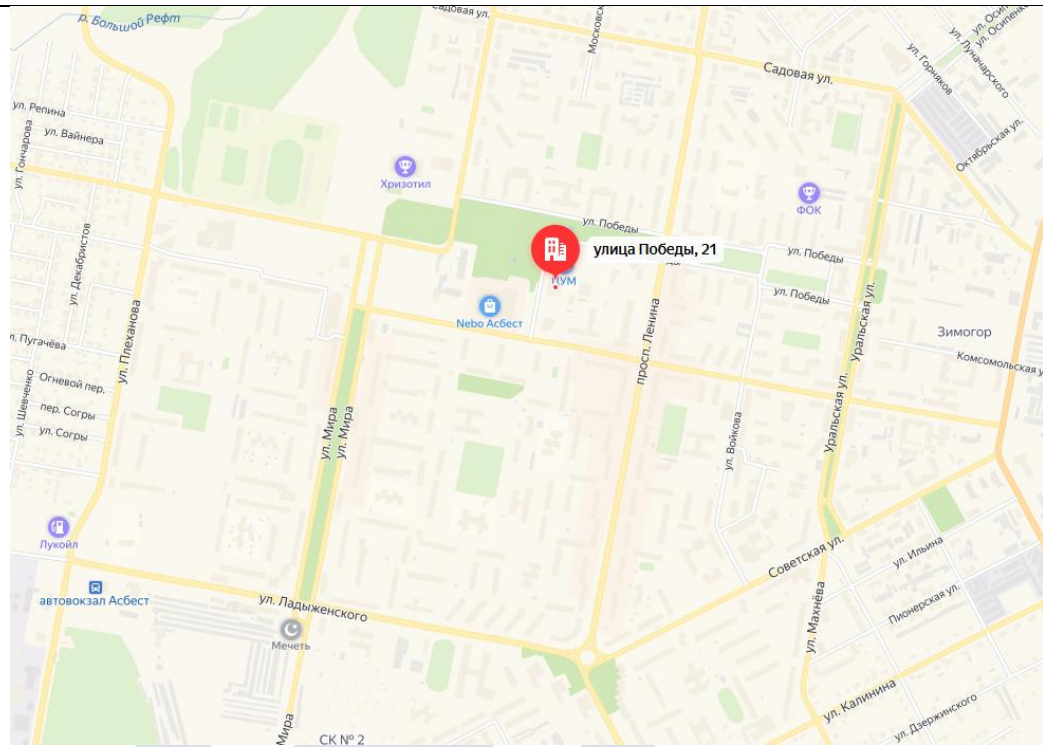 р. Большой Рефт
Садовая ул.
Московск
ул. Осипенко
ул. Луначарского
ул. Горняков
Садовая ул.
ул. Репина
ул. Вайнера
ул. Гончарова
Октябрьская ул.
Хризотил
ФОК
ул. Победы
ул. Победы
улица Победы, 21
ул. Декабристов
ЦУМ
ул. Победы
Nebo Асбест
Уральская ул.
Зимогор
ул. Плеханова
просп. Ленина
Комсомольская у
л. Пугачёва
Огневой пер.
ул. Шевченко
пер. Согры
ул. Согры
ул. Мира
ул. Мира
ул. Войкова
Уральская ул.
Лукойл
Советская ул.
ул. Ильина
автовокзал Асбест
ул. Ладыженского
Пионерская ул.
Мечеть
ул. Махнёва
ул. Калинина
ул. Дзержинского
Мира
СК № 2